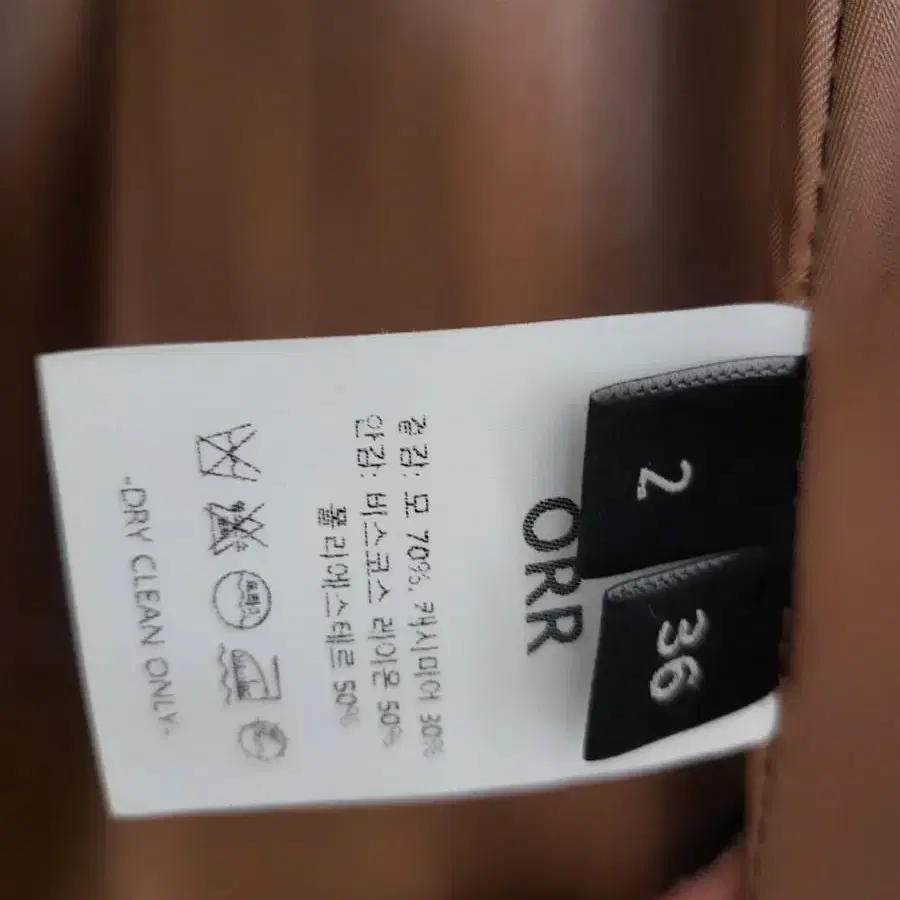 2
36
ORR
겉감: 모 70%, 캐시미어 30%
안감: 비스코스 레이온 50%
폴리에스테르 50%
-DRY CLEAN ONLY-